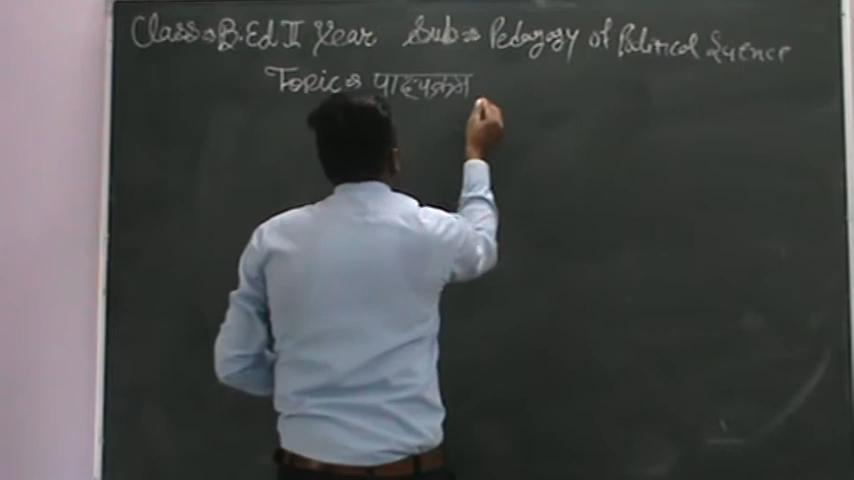 Class⇒ B.Ed II Year Sub⇒ Pedagogy of Political Science
Topic⇒ पाठ्यक्रम